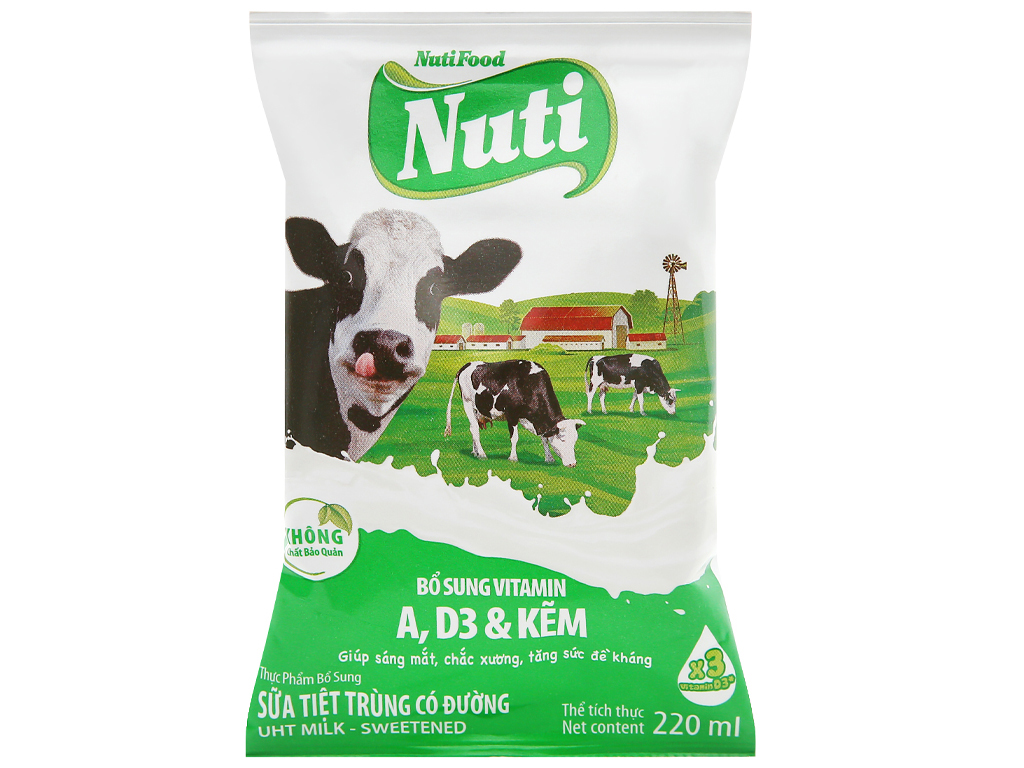 NutiFood
Nuti
KHÔNG
Chất Bảo Quản
BỔ SUNG VITAMIN
A, D3 & KẼM
Giúp sáng mắt, chắc xương, tăng sức đề kháng
x3
Vitamin D3*
Thực Phẩm Bổ Sung
SỮA TIỆT TRÙNG CÓ ĐƯỜNG
UHT MILK - SWEETENED
Thể tích thực
Net content 220 ml